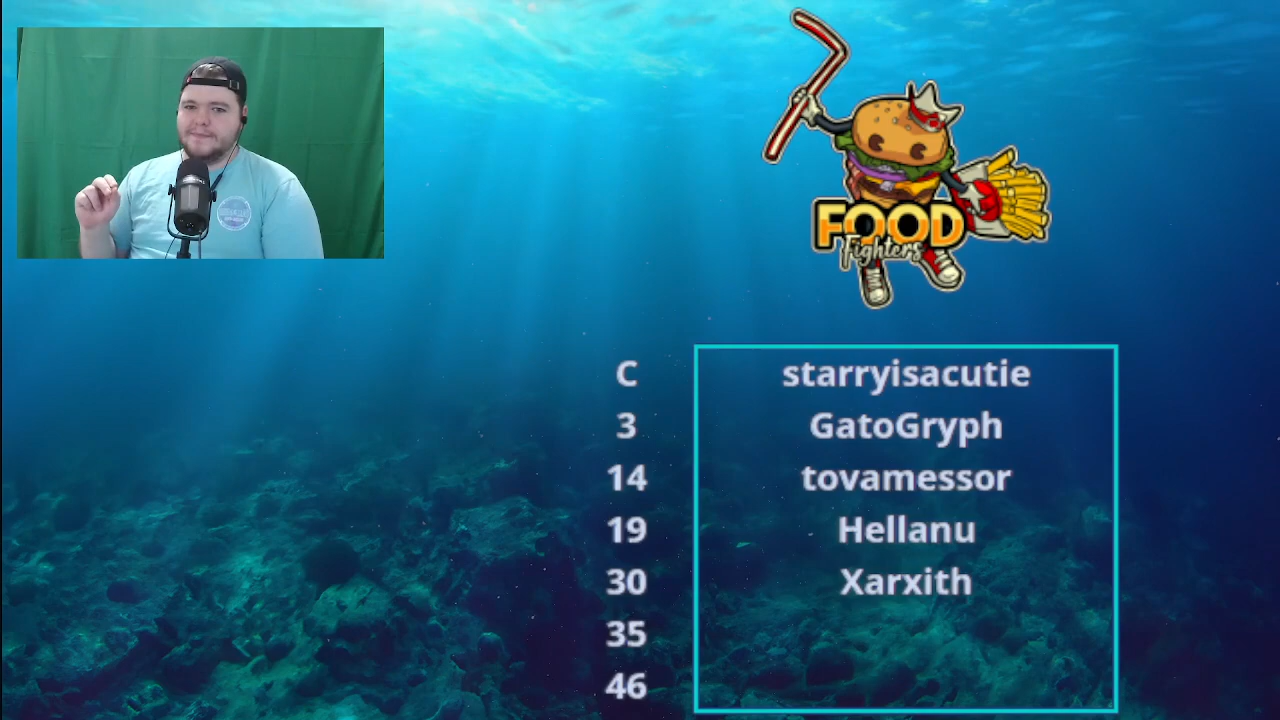 FOOD
Fighters
C starryisacutie
3 GatoGryph
14 tovamessor
19 Hellanu
30 Xarxith
35
46